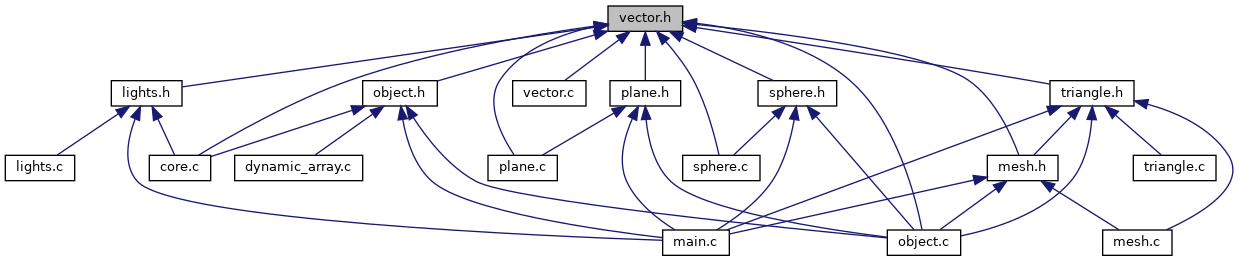 vector.h
lights.h
object.h
vector.c
plane.h
sphere.h
triangle.h
lights.c
core.c
dynamic_array.c
plane.c
sphere.c
mesh.h
triangle.c
main.c
object.c
mesh.c